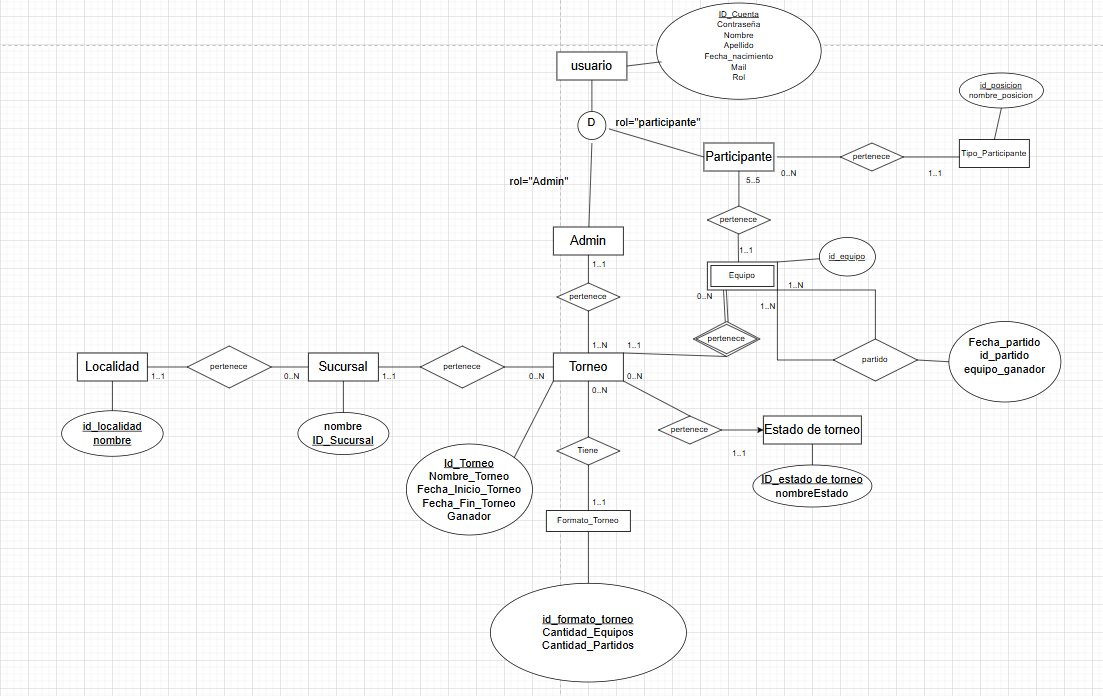 ID_Cuenta
Contraseña
Nombre
Apellido
Fecha_nacimiento
Mail
Rol
usuario
D
rol="participante"
id_posicion
nombre_posicion
Participante
0..N
pertenece
1..1
Tipo_Participante
5..5
rol="Admin"
pertenece
Admin
1..1
1..1
id_equipo
Equipo
1..N
0..N
1..N
pertenece
pertenece
1..N
1..1
partido
Fecha_partido
id_partido
equipo_ganador
Localidad
1..1
pertenece
0..N
Sucursal
1..1
pertenece
0..N
Torneo
0..N
0..N
id_localidad
nombre
nombre
ID_Sucursal
pertenece
1..1
Estado de torneo
Tiene
Id_Torneo
Nombre_Torneo
Fecha_Inicio_Torneo
Fecha_Fin_Torneo
Ganador
ID_estado de torneo
nombreEstado
1..1
Formato_Torneo
id_formato_torneo
Cantidad_Equipos
Cantidad_Partidos